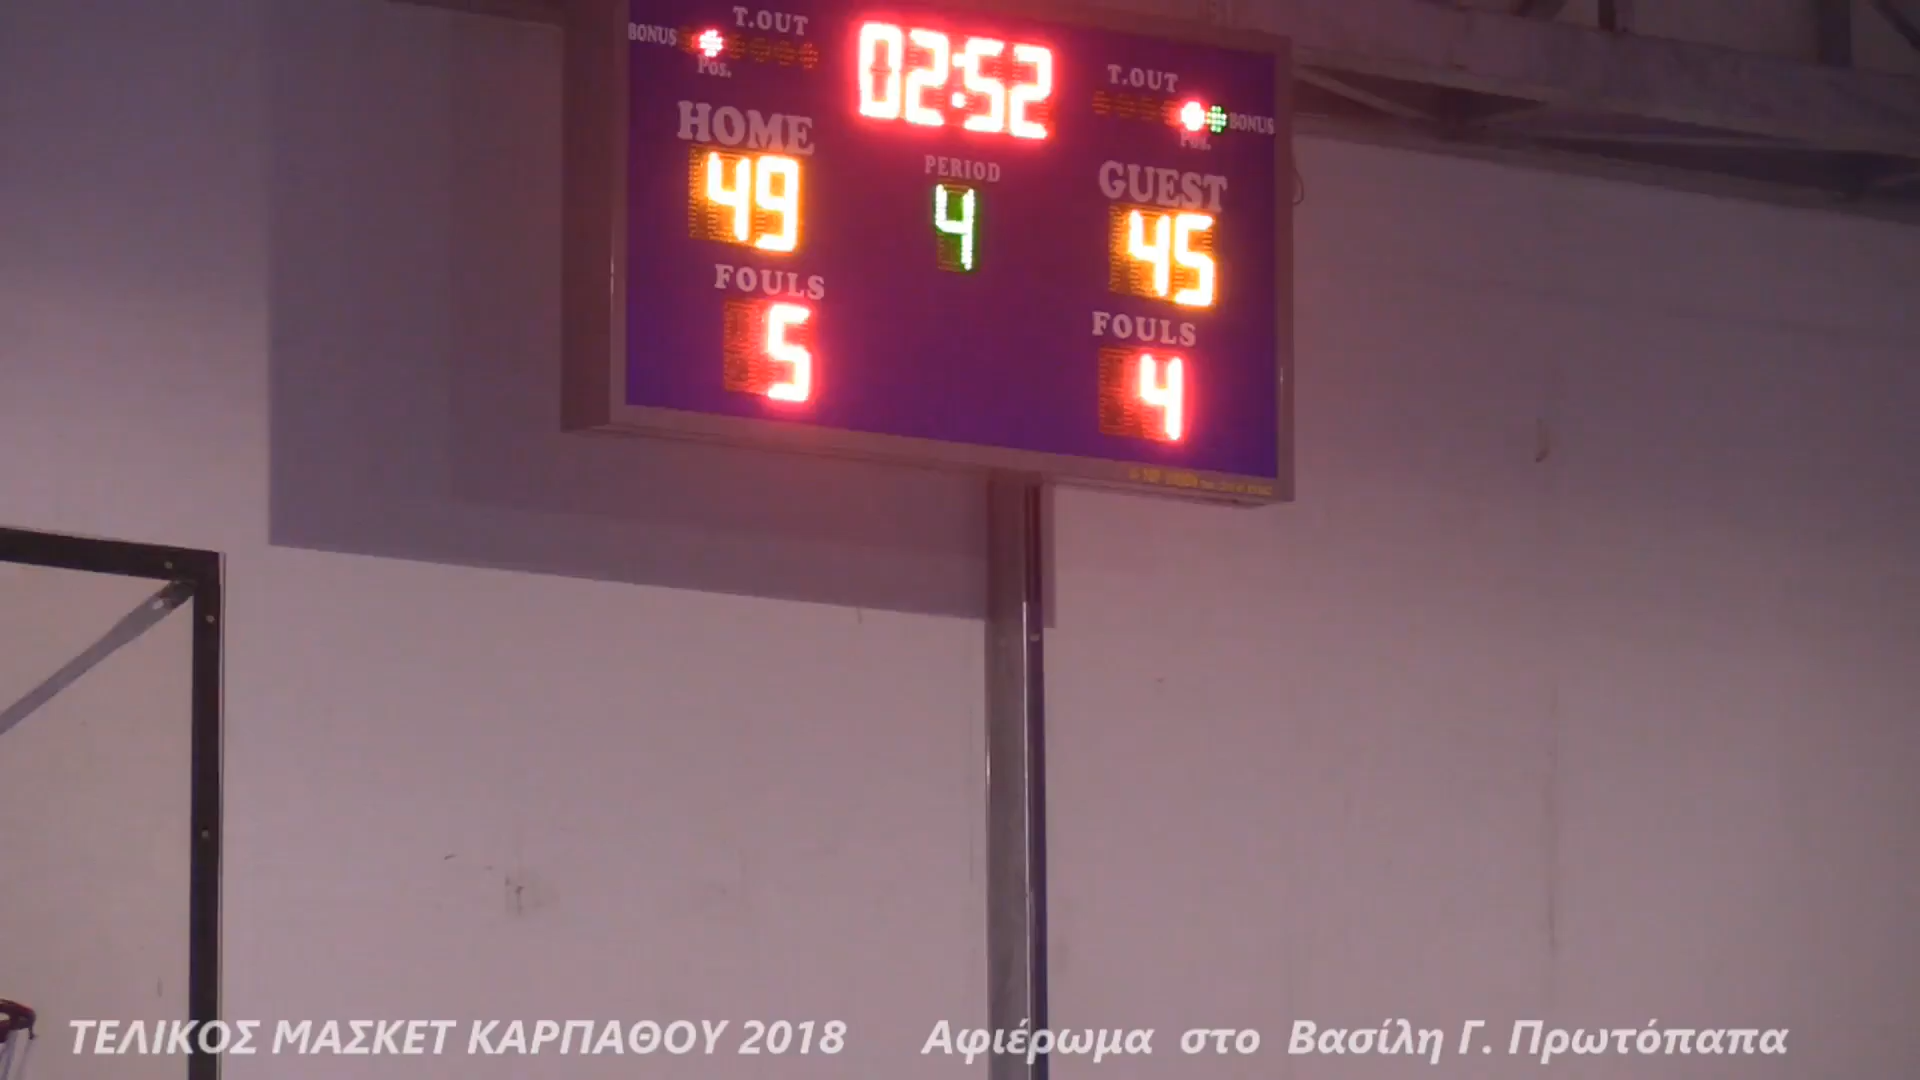 T.OUT
BONUS
Pos.
02:52
T.OUT
BONUS
Pos.
HOME
49
PERIOD
4
GUEST
45
FOULS
5
FOULS
4
ΤΕΛΙΚΟΣ ΜΑΣΚΕΤ ΚΑΡΠΑΘΟΥ 2018 Αφιέρωμα στο Βασίλη Γ. Πρωτόπαπα